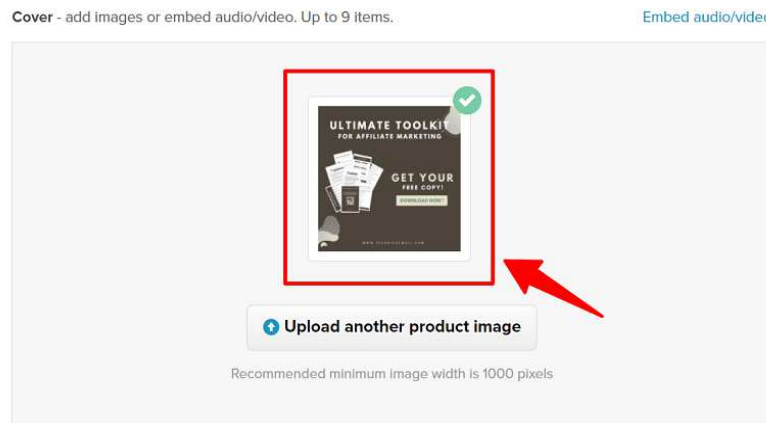 Cover - add images or embed audio/video. Up to 9 items.
Embed audio/video
ULTIMATE TOOLKIT
FOR AFFILIATE MARKETING
GET YOUR
FREE COPY!
DOWNLOAD NOW!
Upload another product image
Recommended minimum image width is 1000 pixels